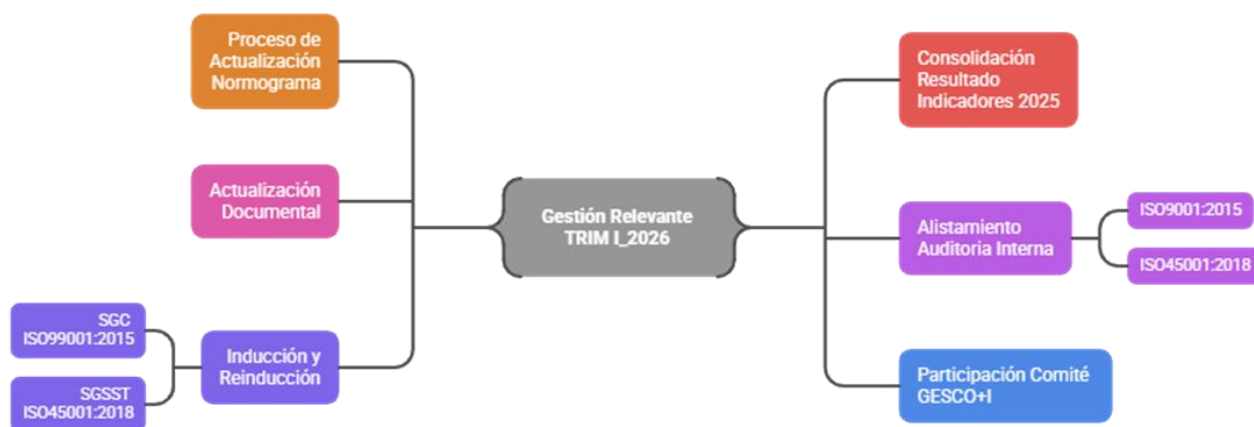 Proceso de
Actualización
Normograma
Actualización
Documental
SGC
ISO99001:2015
SGSST
ISO45001:2018
Inducción y
Reinducción
Gestión Relevante
TRIM I_2026
Consolidación
Resultado
Indicadores 2025
Alistamiento
Auditoria Interna
ISO9001:2015
ISO45001:2018
Participación Comité
GESCO+I